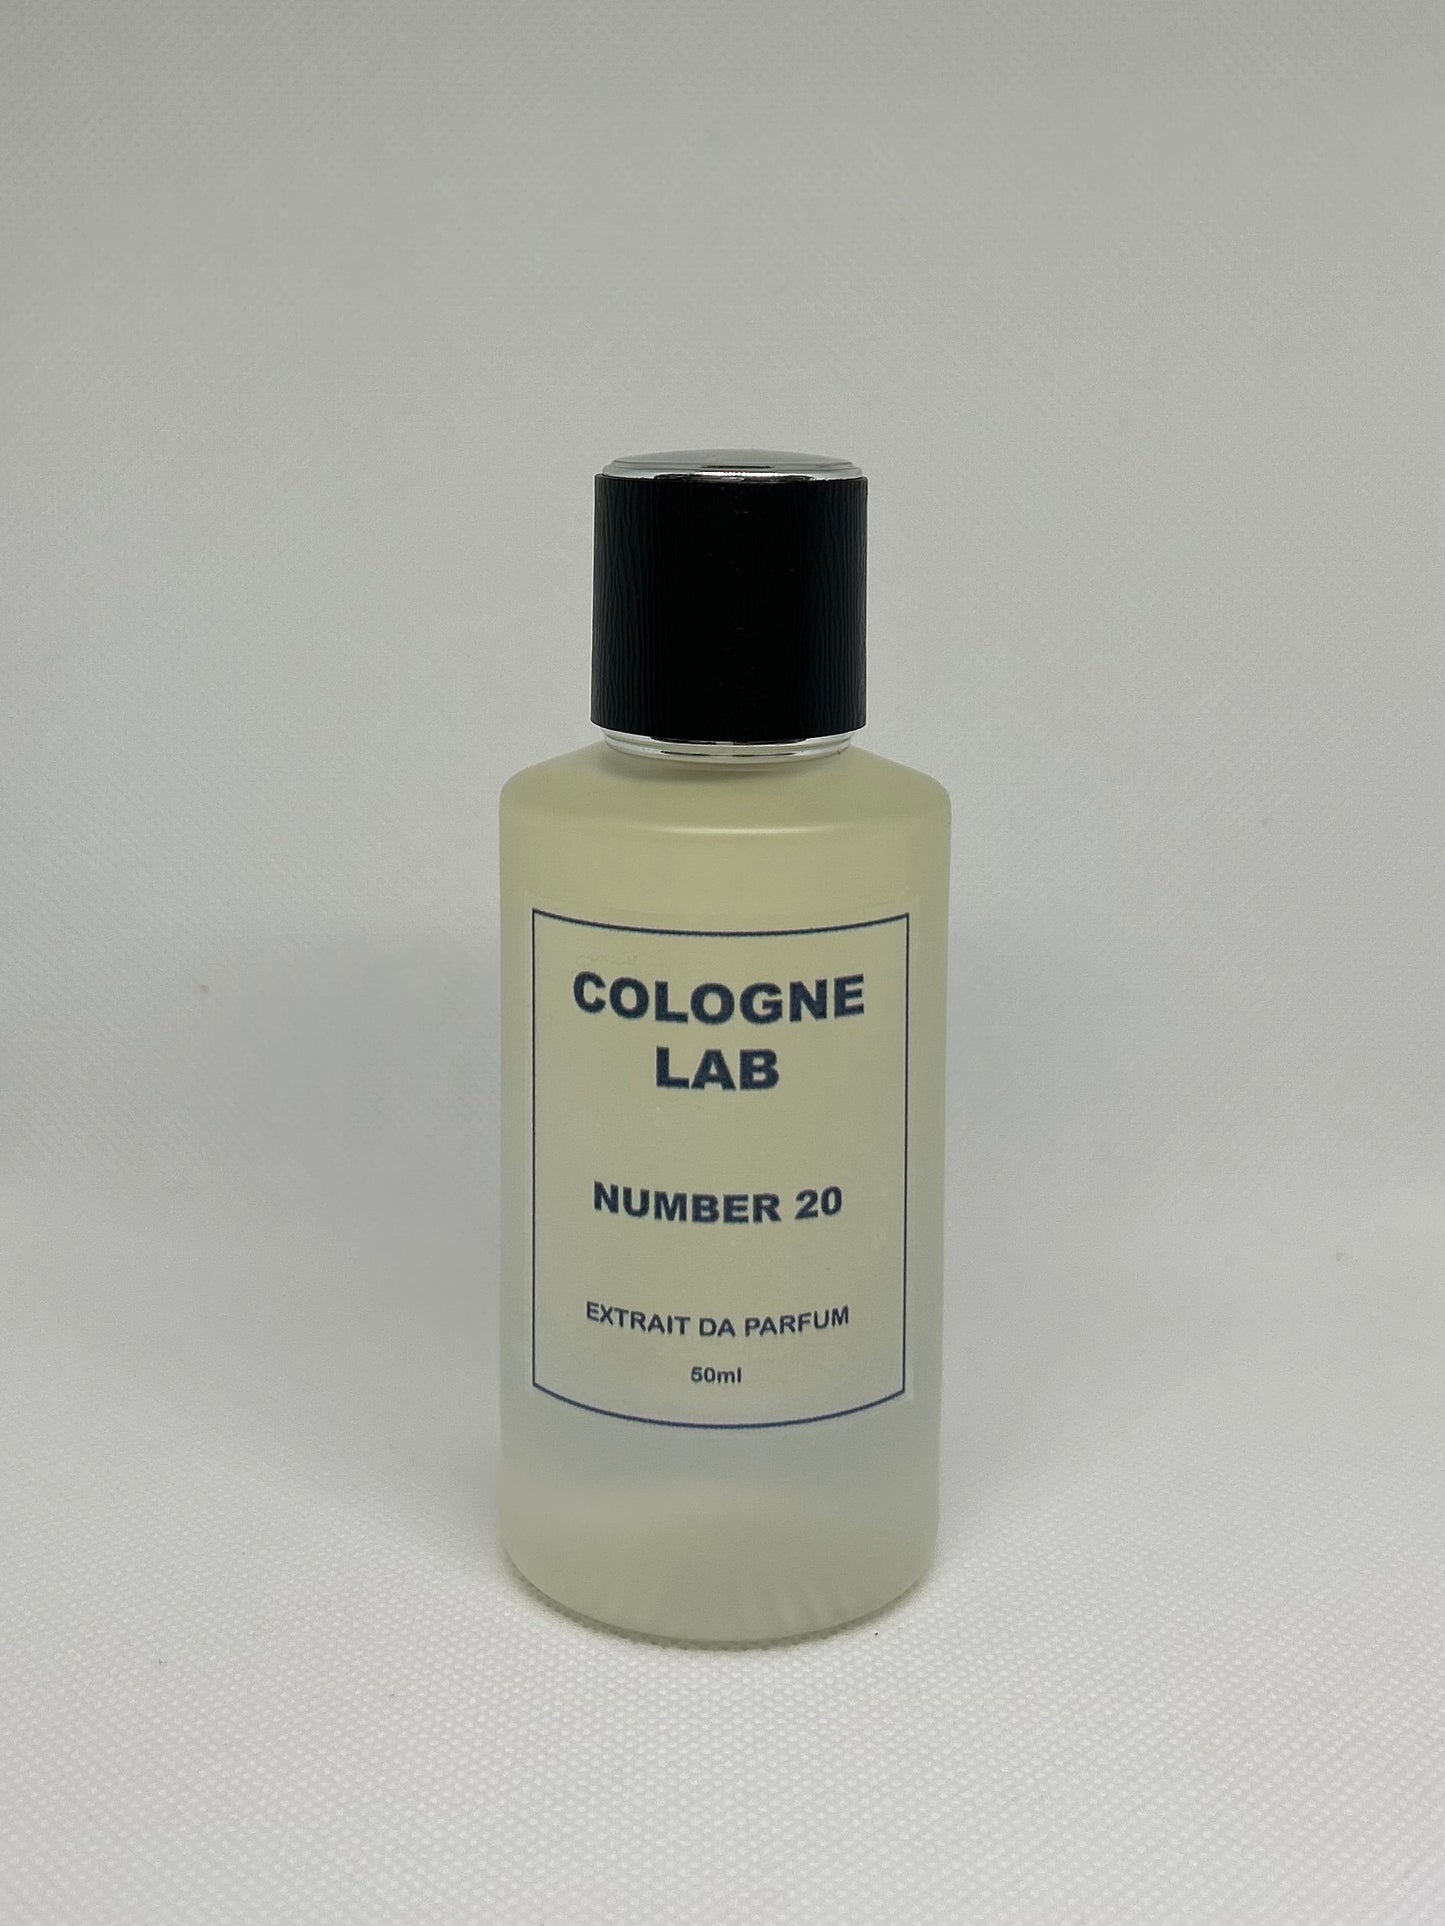 COLOGNE
LAB
NUMBER 20
EXTRAIT DA PARFUM
50ml